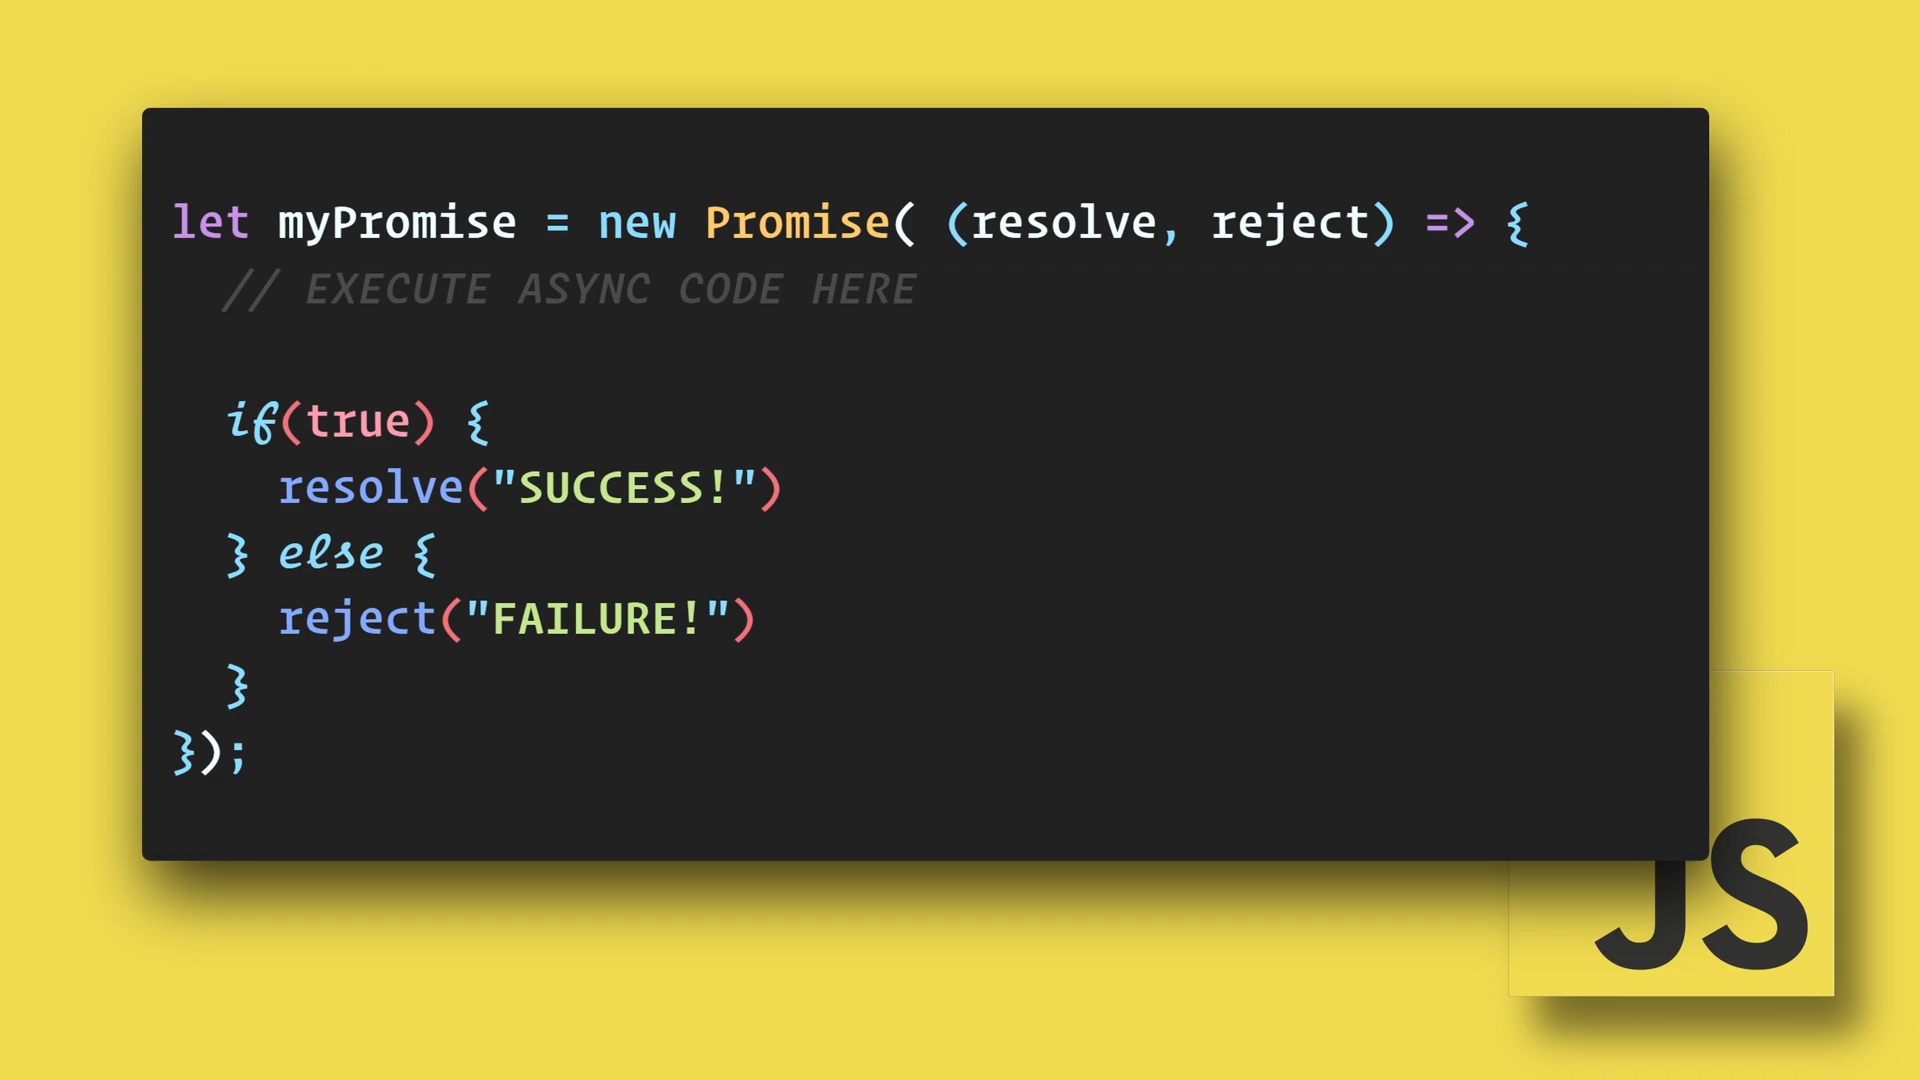 let myPromise = new Promise( (resolve, reject) => {
  // EXECUTE ASYNC CODE HERE
  if(true) {
    resolve("SUCCESS!")
  } else {
    reject("FAILURE!")
  }
});
JS